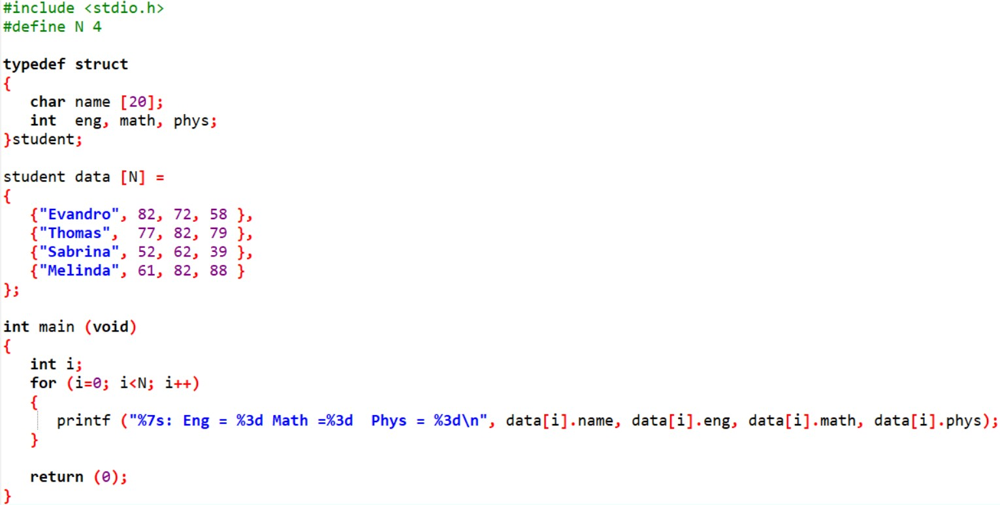 #include <stdio.h>
#define N 4

typedef struct
{
   char name [20];
   int  eng, math, phys;
}student;

student data [N] =
{
   {"Evandro", 82, 72, 58 },
   {"Thomas",  77, 82, 79 },
   {"Sabrina", 52, 62, 39 },
   {"Melinda", 61, 82, 88 }
};

int main (void)
{
   int i;
   for (i=0; i<N; i++)
   {
      printf ("%7s: Eng = %3d Math =%3d  Phys = %3d\n", data[i].name, data[i].eng, data[i].math, data[i].phys);
   }

   return (0);
}